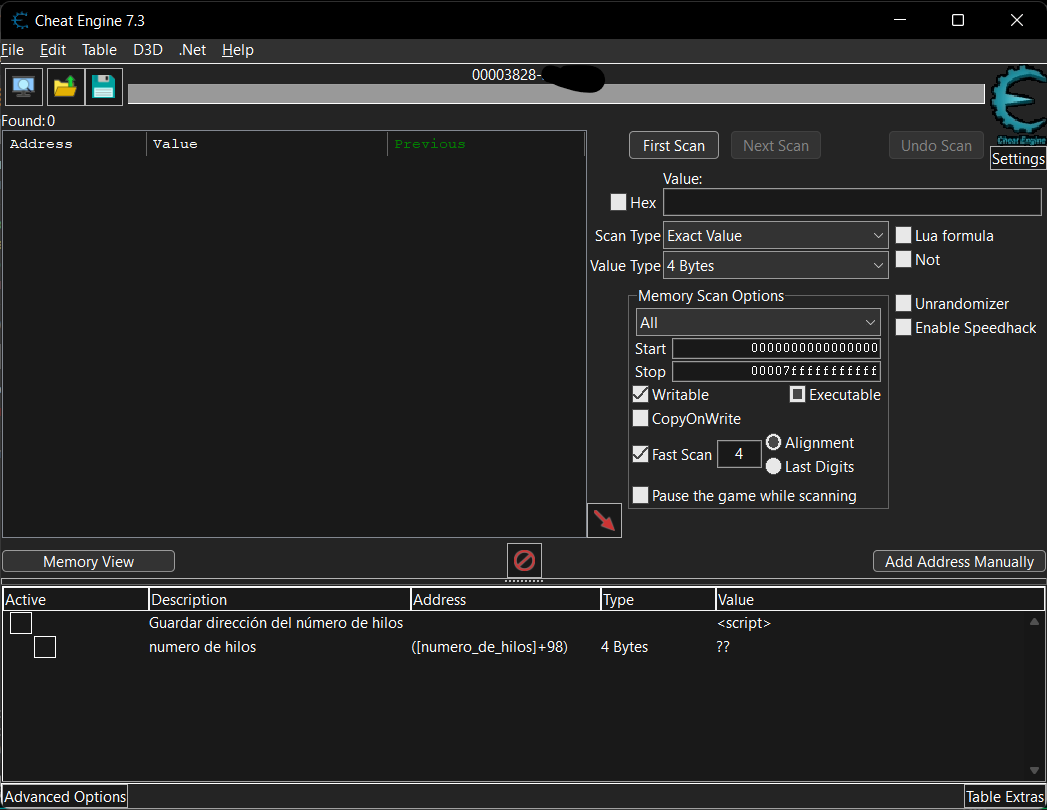 Cheat Engine 7.3
File Edit Table D3D .Net Help
00003828-
Found:0
Address Value Previous
First Scan Next Scan Undo Scan
Cheat Engine
Settings
Value:
Hex
Scan Type Exact Value Lua formula
Value Type 4 Bytes Not
Memory Scan Options
All
Unrandomizer
Enable Speedhack
Start 0000000000000000
Stop 00007fffffffffff
Writable Executable
CopyOnWrite
Fast Scan 4 Alignment
Last Digits
Pause the game while scanning
Memory View Add Address Manually
Active Description Address Type Value
Guardar dirección del número de hilos <script>
numero de hilos ([numero_de_hilos]+98) 4 Bytes ??
Advanced Options Table Extras